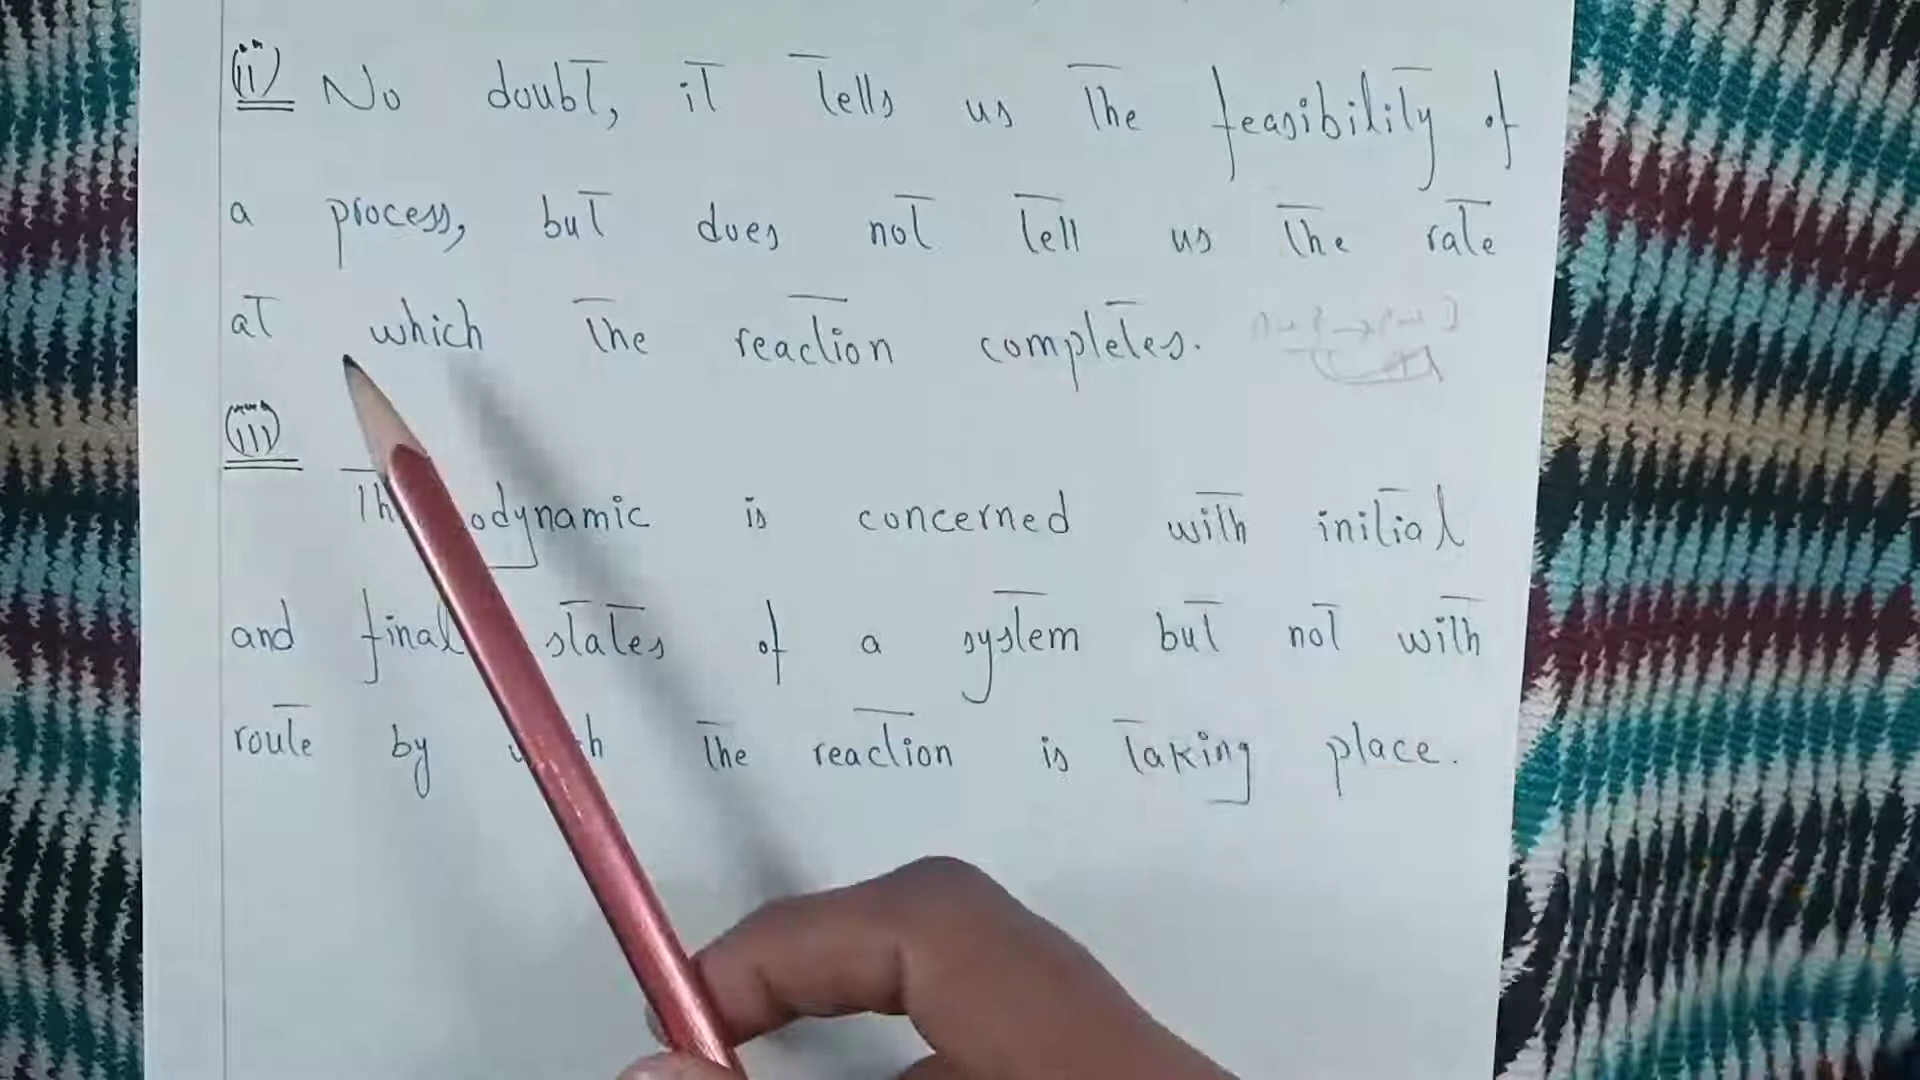 (ii) No doubt, it tells us the feasibility of
a process, but does not tell us the rate
at which the reaction completes.
(iii)
is concerned with initial
and final states of a system but not with
route by the reaction is taking place.